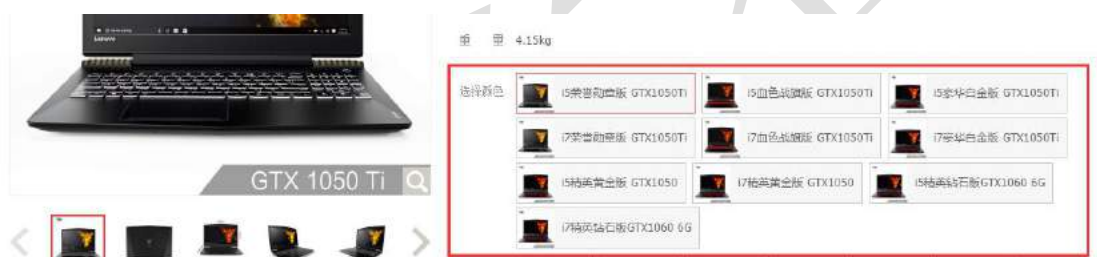 Lenovo
GTX 1050 Ti
重 量 4.15kg
选择颜色
i5荣誉勋章版 GTX1050Ti
i5血色战旗版 GTX1050Ti
i5豪华白金版 GTX1050Ti
i7荣誉勋章版 GTX1050Ti
i7血色战旗版 GTX1050Ti
i7豪华白金版 GTX1050Ti
i5精英黄金版 GTX1050
i7精英黄金版 GTX1050
i5精英钻石版GTX1060 6G
i7精英钻石版GTX1060 6G